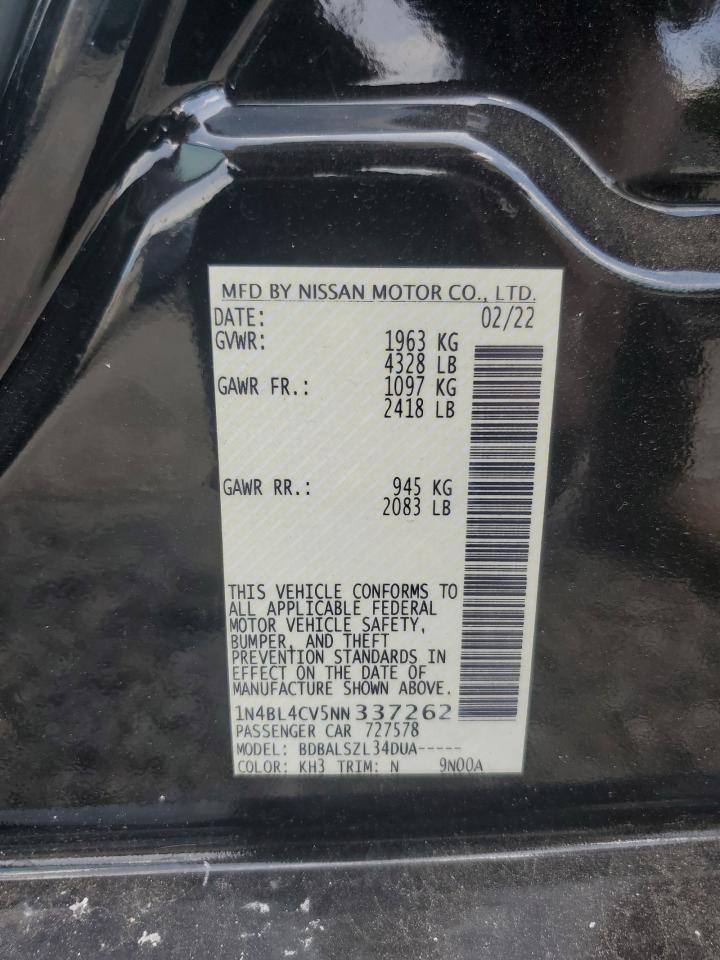 MFD BY NISSAN MOTOR CO., LTD.
DATE: 02/22
GVWR: 1963 KG
4328 LB
GAWR FR.: 1097 KG
2418 LB
GAWR RR.: 945 KG
2083 LB
THIS VEHICLE CONFORMS TO
ALL APPLICABLE FEDERAL
MOTOR VEHICLE SAFETY,
BUMPER, AND THEFT
PREVENTION STANDARDS IN
EFFECT ON THE DATE OF
MANUFACTURE SHOWN ABOVE.
1N4BL4CV5NN337262
PASSENGER CAR 727578
MODEL: BDBALSZL34DUA-----
COLOR: KH3 TRIM: N 9N00A